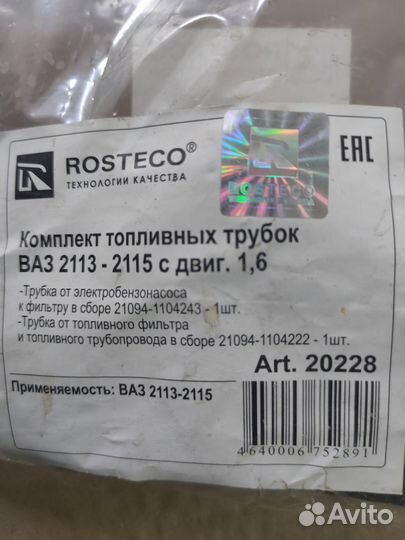 ROSTECO®
ТЕХНОЛОГИИ КАЧЕСТВА
ROSTECO
EAC
Комплект топливных трубок
ВАЗ 2113 - 2115 с двиг. 1,6
-Трубка от электробензонасоса
к фильтру в сборе 21094-1104243 - 1шт.
-Трубка от топливного фильтра
и топливного трубопровода в сборе 21094-1104222 - 1шт.
Art. 20228
Применяемость: ВАЗ 2113-2115
4640006752891
Avito